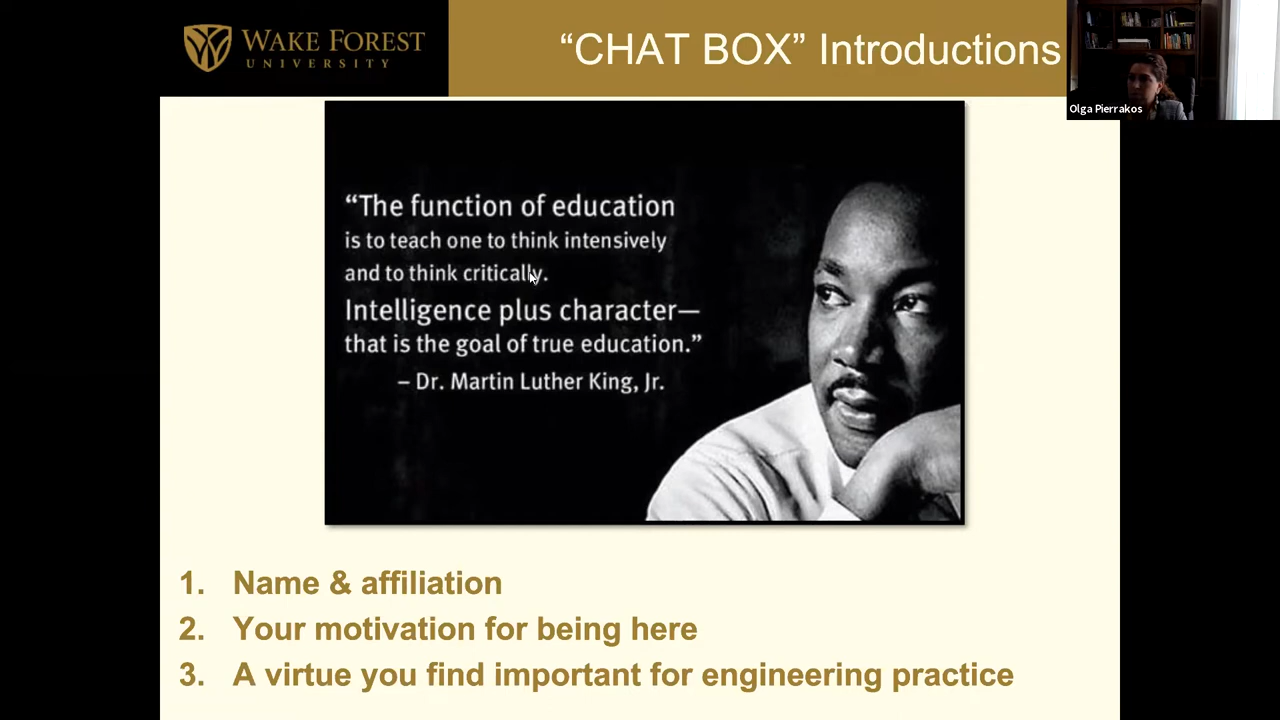 WAKE FOREST
UNIVERSITY
“CHAT BOX” Introductions
Olga Pierrakos
“The function of education
is to teach one to think intensively
and to think critically.
Intelligence plus character—
that is the goal of true education.”
– Dr. Martin Luther King, Jr.
1. Name & affiliation
2. Your motivation for being here
3. A virtue you find important for engineering practice